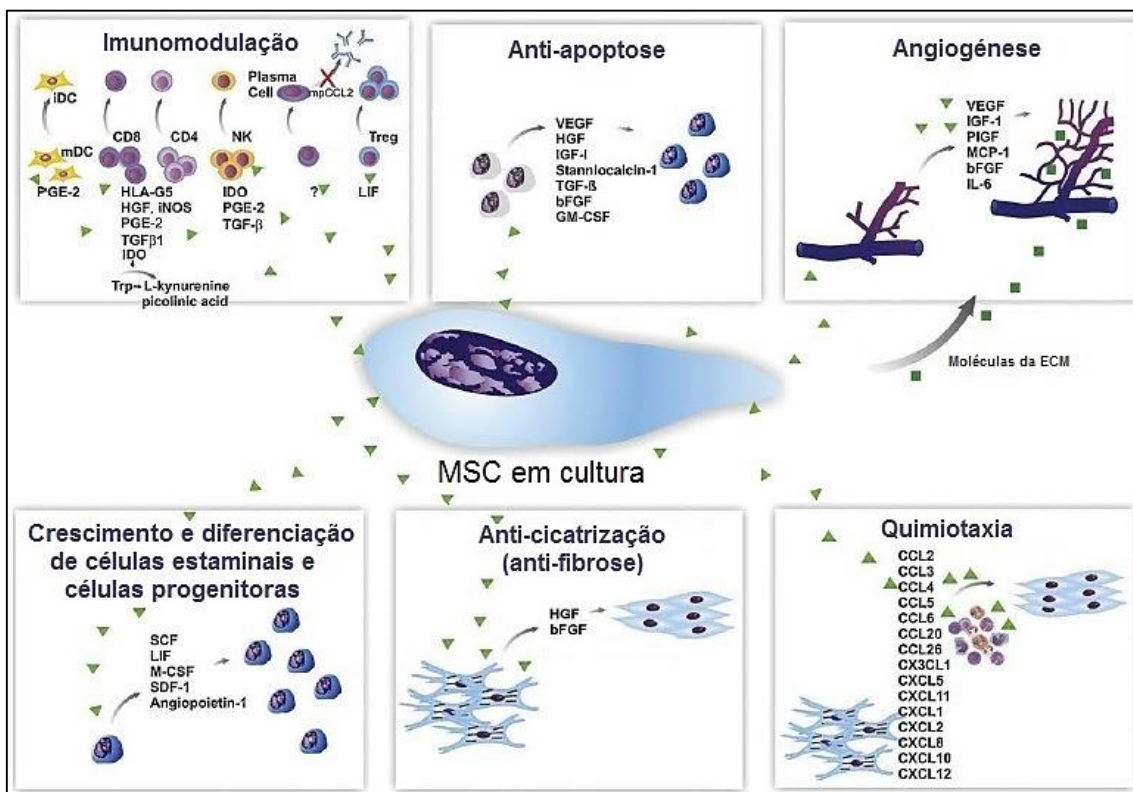 Imunomodulação
iDC
mDC
PGE-2
CD8
CD4
HLA-G5
HGF, iNOS
PGE-2
TGFβ1
IDO
Trp→L-kynurenine
picolinic acid
NK
IDO
PGE-2
TGF-β
Plasma
Cell
mpCCL2
?
Treg
LIF
Anti-apoptose
VEGF
HGF
IGF-I
Stanniocalcin-1
TGF-ß
bFGF
GM-CSF
Angiogénese
VEGF
IGF-1
PIGF
MCP-1
bFGF
IL-6
Moléculas da ECM
MSC em cultura
Crescimento e diferenciação
de células estaminais e
células progenitoras
SCF
LIF
M-CSF
SDF-1
Angiopoietin-1
Anti-cicatrização
(anti-fibrose)
HGF
bFGF
Quimiotaxia
CCL2
CCL3
CCL4
CCL5
CCL6
CCL20
CCL26
CX3CL1
CXCL5
CXCL11
CXCL1
CXCL2
CXCL8
CXCL10
CXCL12